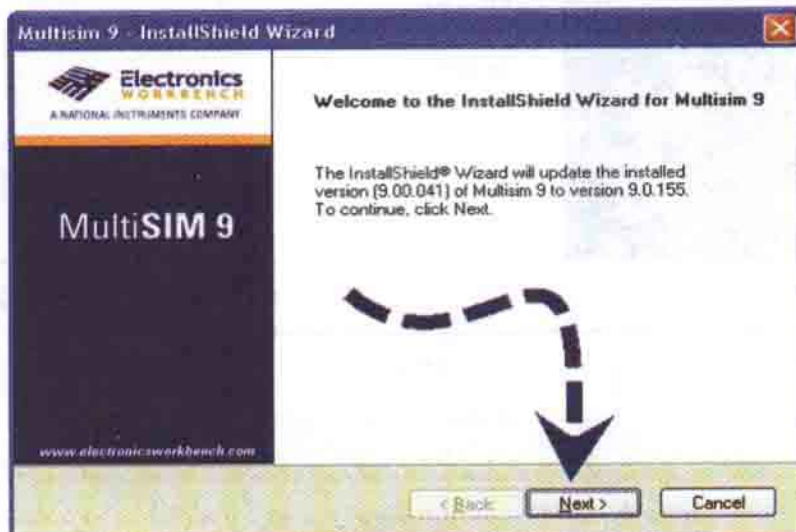 Multisim 9 - InstallShield Wizard
Electronics
WORKBENCH
A NATIONAL INSTRUMENTS COMPANY
MultiSIM 9
www.electronicsworkbench.com
Welcome to the InstallShield Wizard for Multisim 9
The InstallShield® Wizard will update the installed
version (9.00.041) of Multisim 9 to version 9.0.155.
To continue, click Next.
< Back
Next >
Cancel